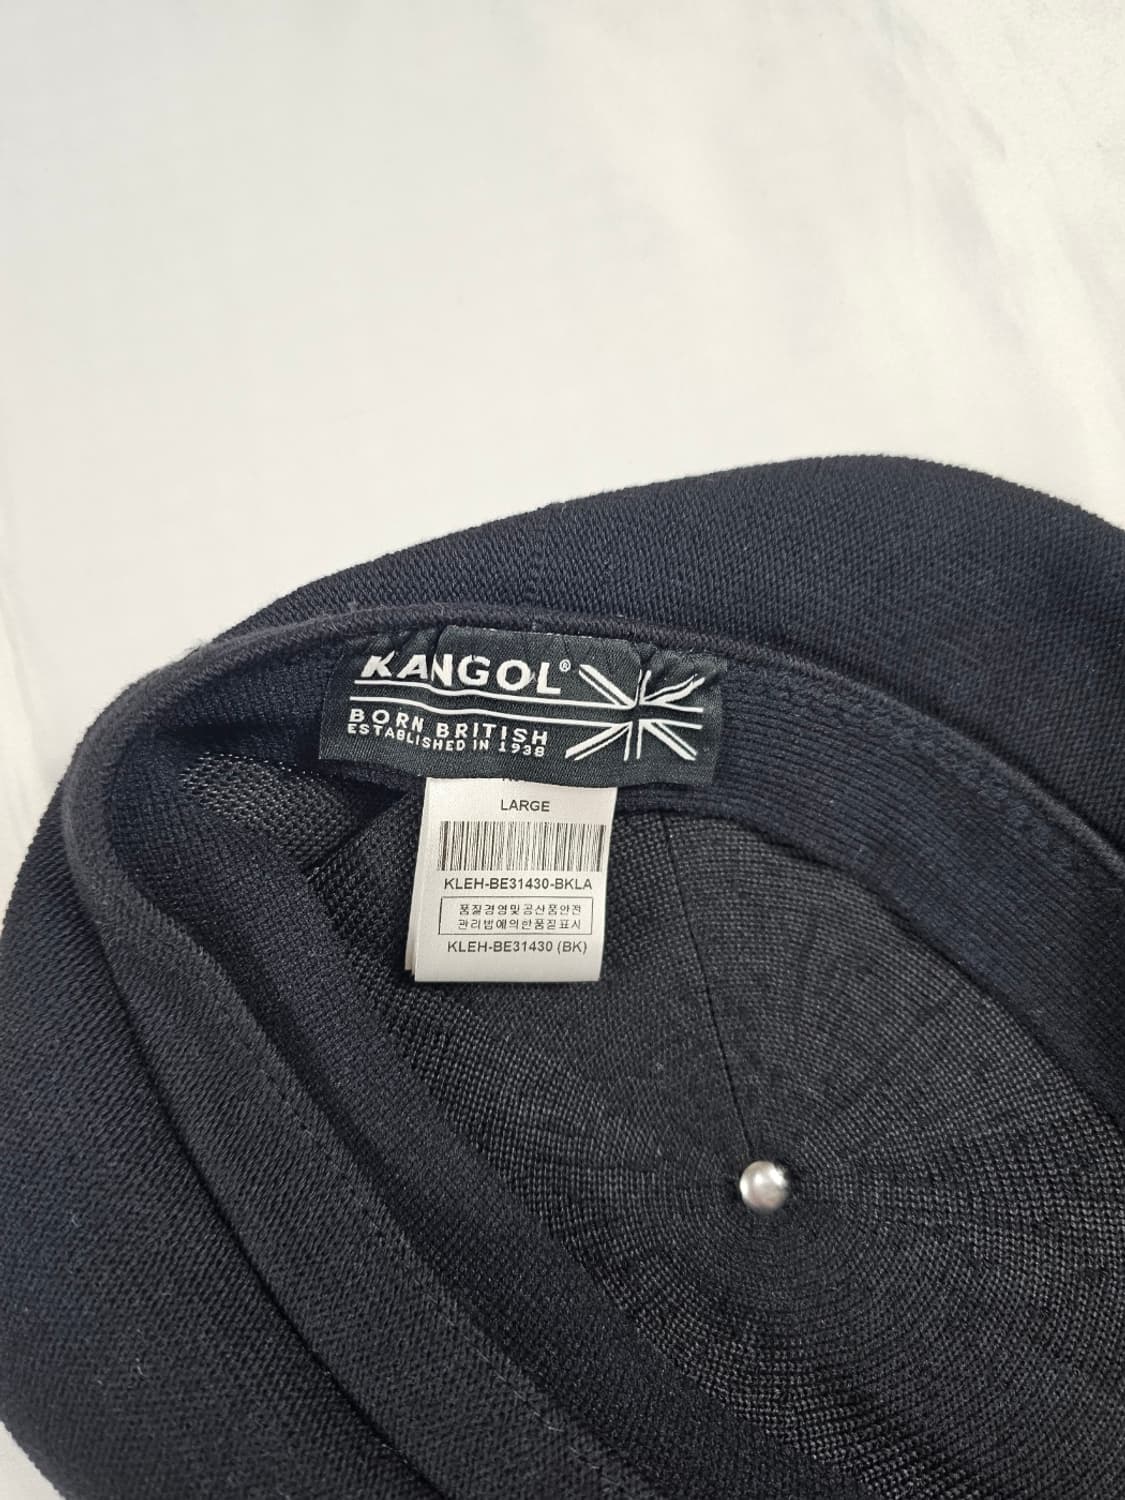 KANGOL®
BORN BRITISH
ESTABLISHED IN 1938
LARGE
KLEH-BE31430-BKLA
품질경영및공산품안전
관리법에의한품질표시
KLEH-BE31430 (BK)